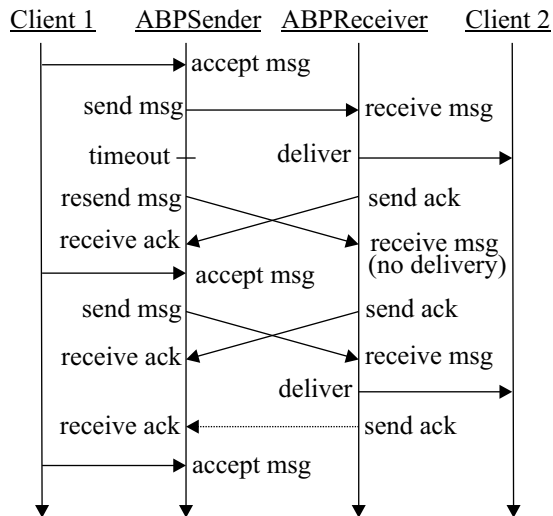 Client 1 ABPSender ABPReceiver Client 2
accept msg
send msg receive msg
timeout deliver
resend msg send ack
receive ack receive msg
(no delivery)
accept msg
send msg send ack
receive ack receive msg
deliver
receive ack send ack
accept msg